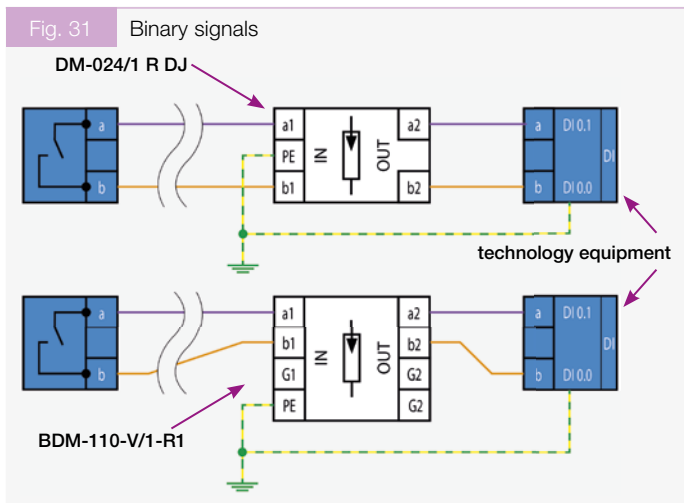 Fig. 31 Binary signals
DM-024/1 R DJ
a a1 a2 a DI 0.1
PE IN OUT DI
b b1 b2 b DI 0.0
technology equipment
a a1 a2 a DI 0.1
b1 IN OUT b2 DI
b G1 G2 b DI 0.0
PE G2
BDM-110-V/1-R1